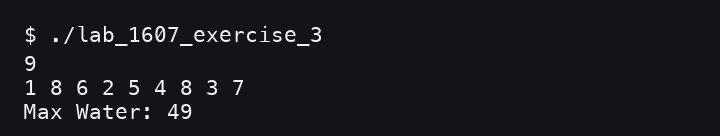 $ ./lab_1607_exercise_3
9
1 8 6 2 5 4 8 3 7
Max Water: 49